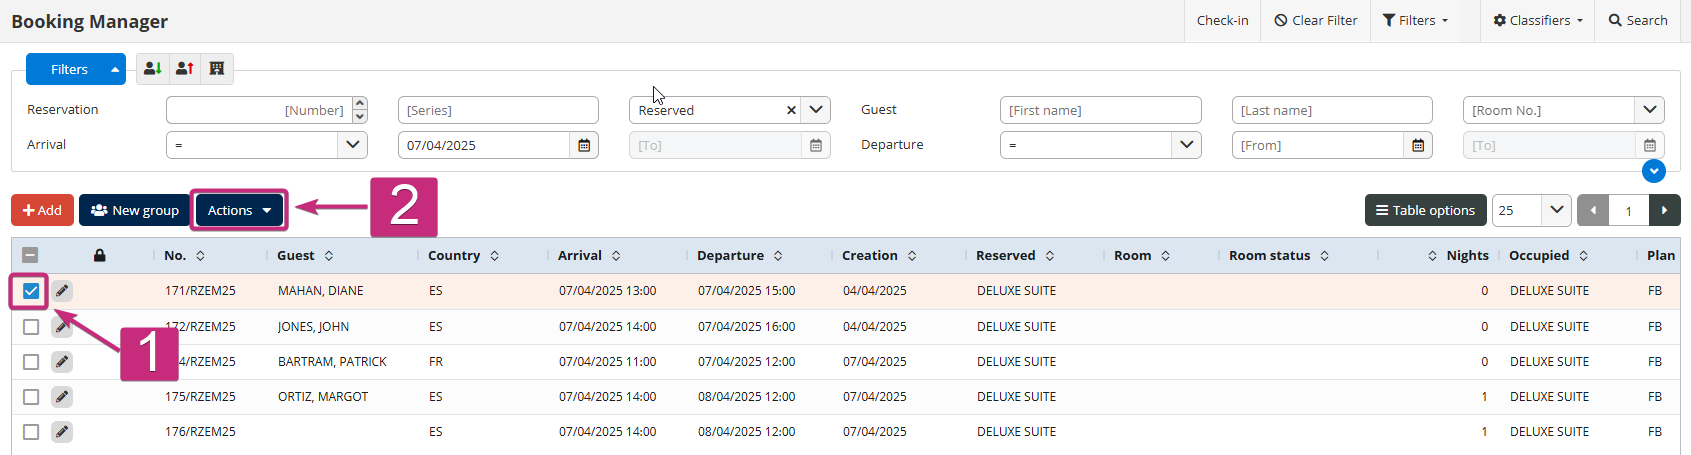 Booking Manager Check-in Clear Filter Filters Classifiers Search
Filters
Reservation [Number] [Series] Reserved Guest [First name] [Last name] [Room No.]
Arrival = 07/04/2025 [To] Departure = [From] [To]
+ Add New group Actions 2 Table options 25 1
No. Guest Country Arrival Departure Creation Reserved Room Room status Nights Occupied Plan
171/RZEM25 MAHAN, DIANE ES 07/04/2025 13:00 07/04/2025 15:00 04/04/2025 DELUXE SUITE 0 DELUXE SUITE FB
172/RZEM25 JONES, JOHN ES 07/04/2025 14:00 07/04/2025 16:00 04/04/2025 DELUXE SUITE 0 DELUXE SUITE FB
1 4/RZEM25 BARTRAM, PATRICK FR 07/04/2025 11:00 07/04/2025 12:00 07/04/2025 DELUXE SUITE 0 DELUXE SUITE FB
175/RZEM25 ORTIZ, MARGOT ES 07/04/2025 14:00 08/04/2025 12:00 07/04/2025 DELUXE SUITE 1 DELUXE SUITE FB
176/RZEM25 ES 07/04/2025 14:00 08/04/2025 12:00 07/04/2025 DELUXE SUITE 1 DELUXE SUITE FB